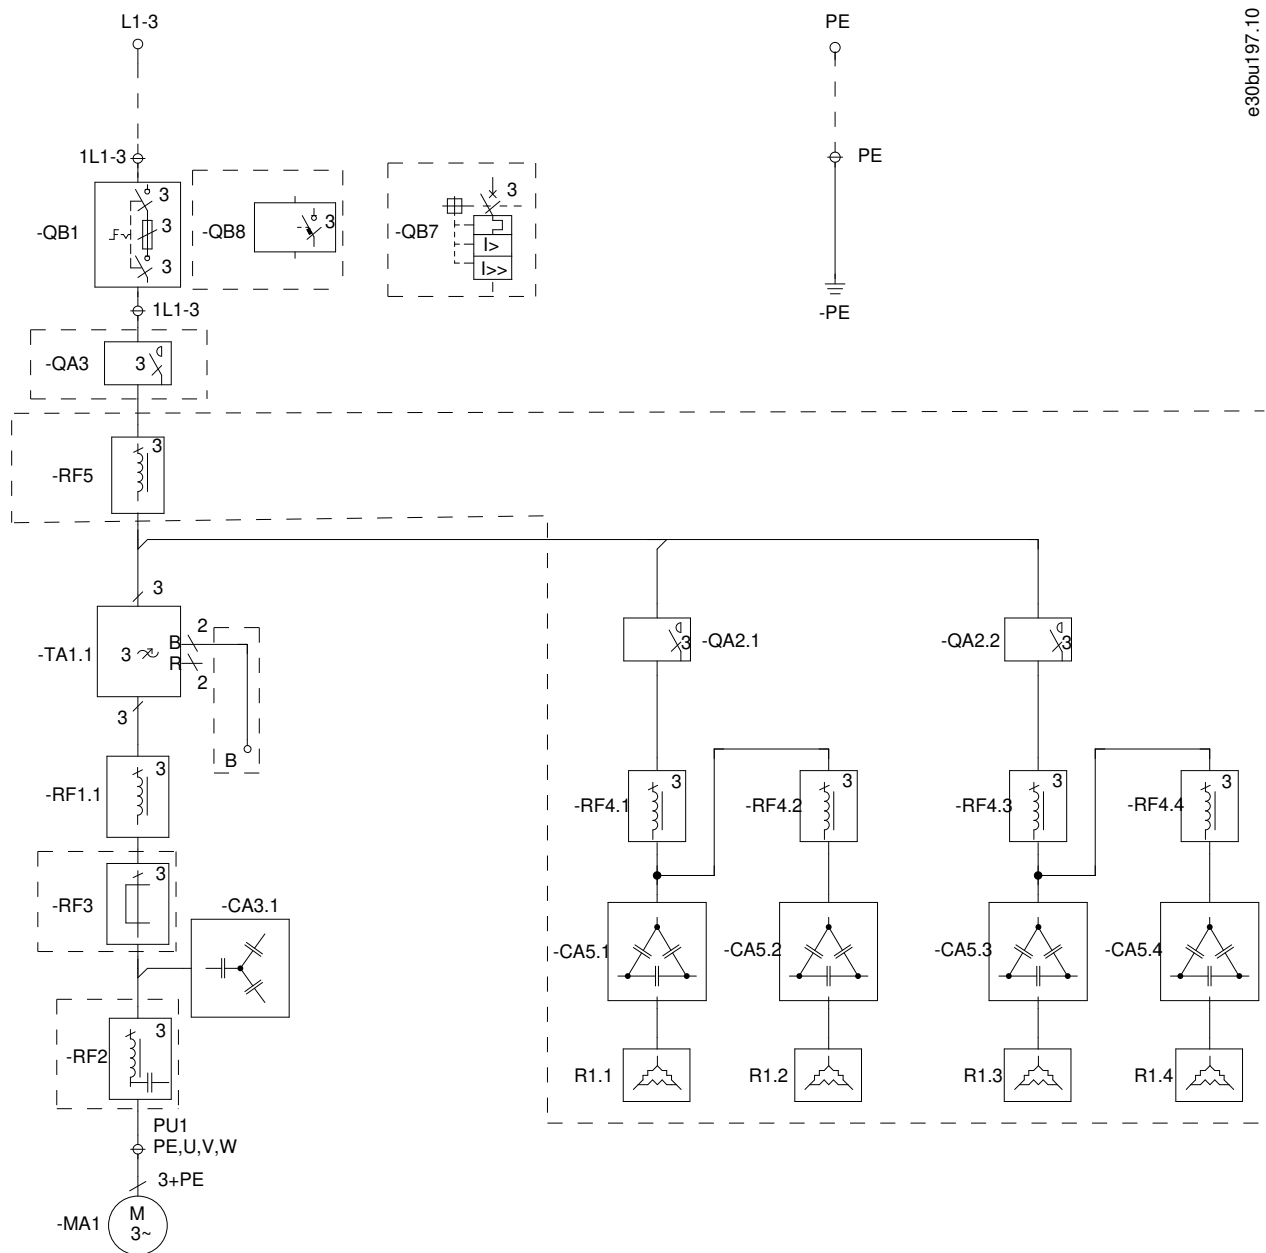 L1-3
PE
e30bu197.10
1L1-3
PE
-QB1
3
3
3
-QB8
3
-QB7
3
I>
I>>
1L1-3
-PE
-QA3
3
-RF5
3
3
-TA1.1
3
B
2
R
2
3
B
-QA2.1
3
-QA2.2
3
-RF1.1
3
-RF4.1
3
-RF4.2
3
-RF4.3
3
-RF4.4
3
-RF3
3
-CA3.1
-CA5.1
-CA5.2
-CA5.3
-CA5.4
-RF2
3
R1.1
R1.2
R1.3
R1.4
PU1
PE,U,V,W
3+PE
-MA1
M
3~